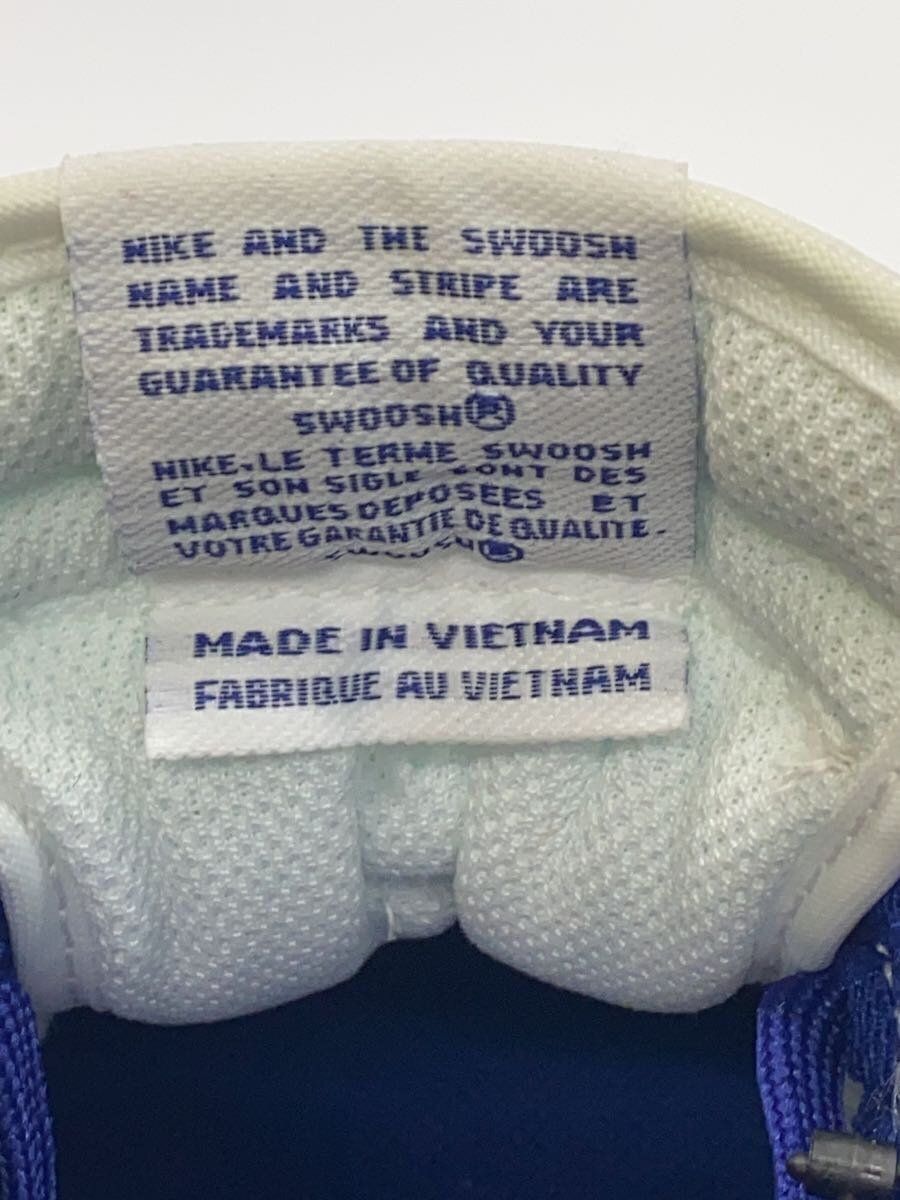 NIKE AND THE SWOOSH
NAME AND STRIPE ARE
TRADEMARKS AND YOUR
GUARANTEE OF QUALITY
SWOOSH®
NIKE, LE TERME SWOOSH
ET SON SIGLE SONT DES
MARQUES DEPOSEES ET
VOTRE GARANTIE DE QUALITE.
SWOOSH®
MADE IN VIETNAM
FABRIQUE AU VIETNAM